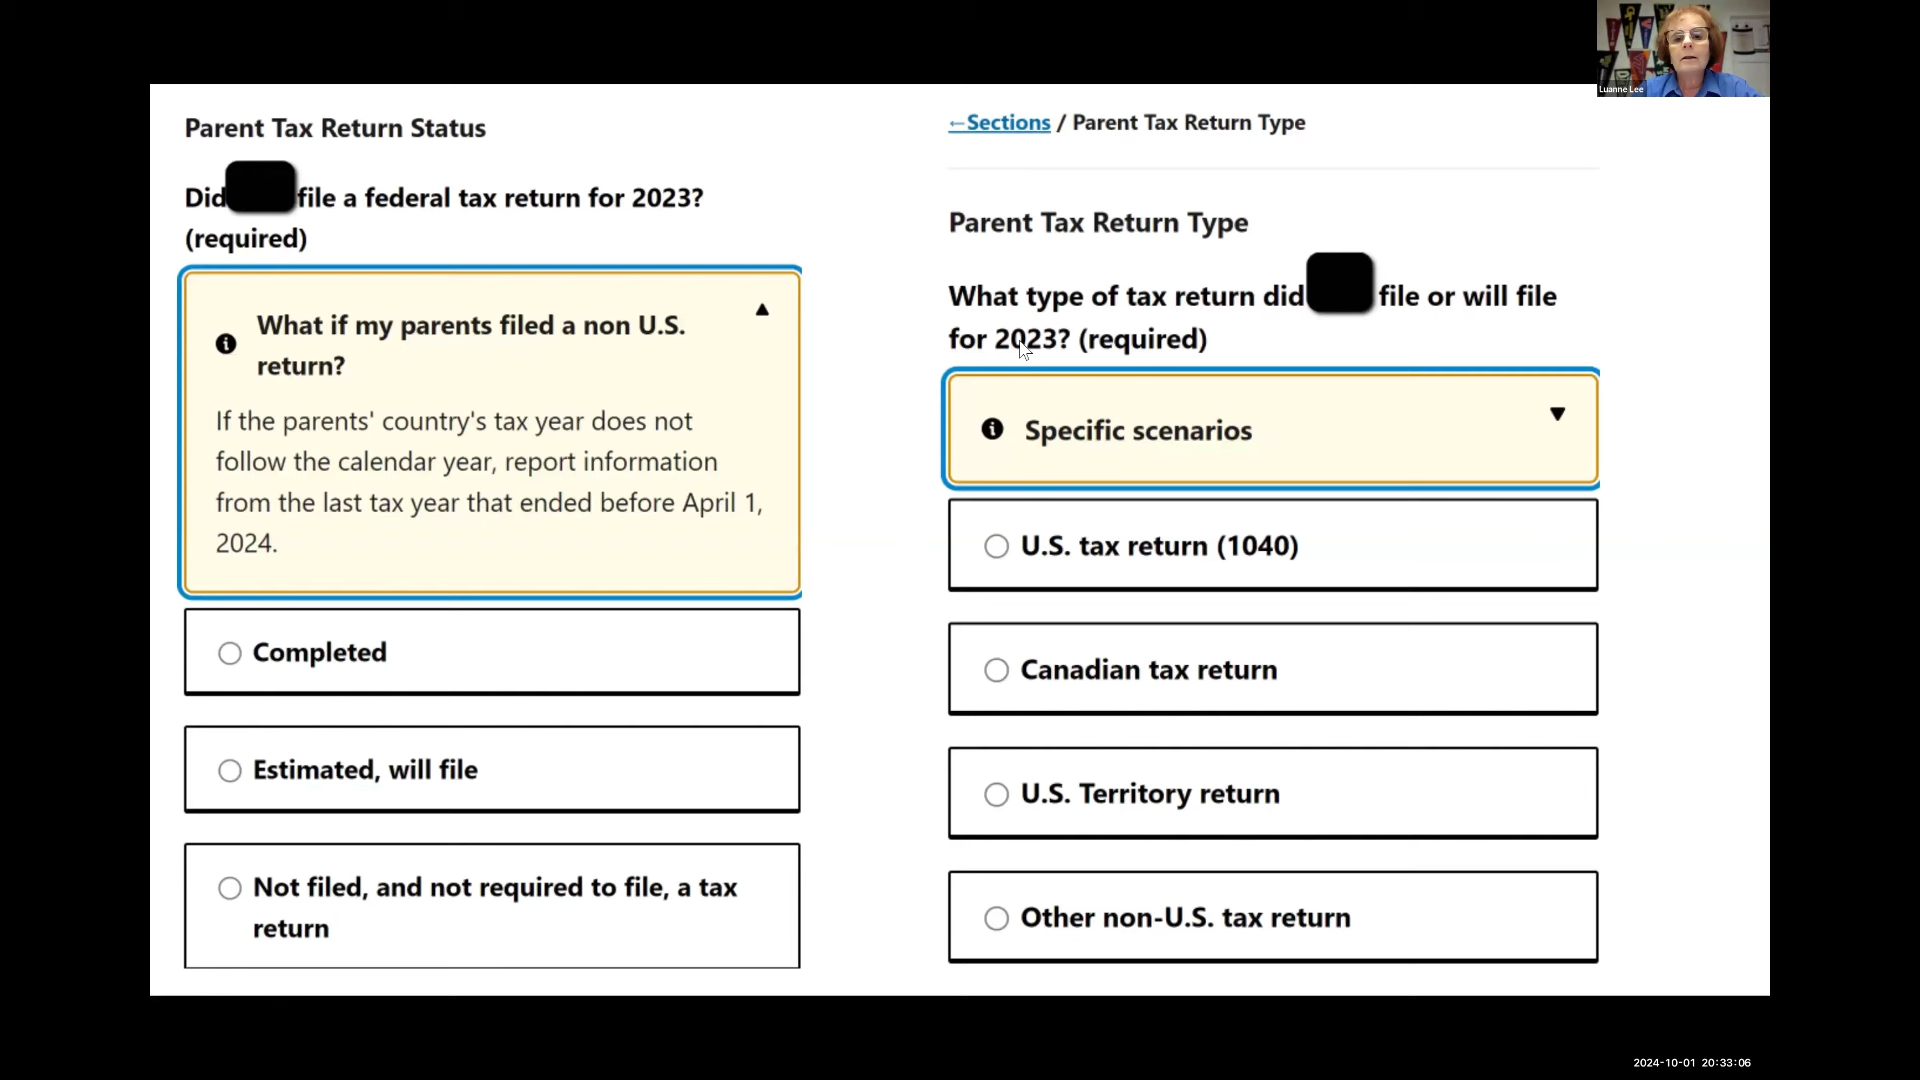 Luanne Lee
Parent Tax Return Status
Did file a federal tax return for 2023?
(required)
What if my parents filed a non U.S.
return?
If the parents' country's tax year does not
follow the calendar year, report information
from the last tax year that ended before April 1,
2024.
Completed
Estimated, will file
Not filed, and not required to file, a tax
return
←Sections / Parent Tax Return Type
Parent Tax Return Type
What type of tax return did file or will file
for 2023? (required)
Specific scenarios
U.S. tax return (1040)
Canadian tax return
U.S. Territory return
Other non-U.S. tax return
2024-10-01 20:33:06